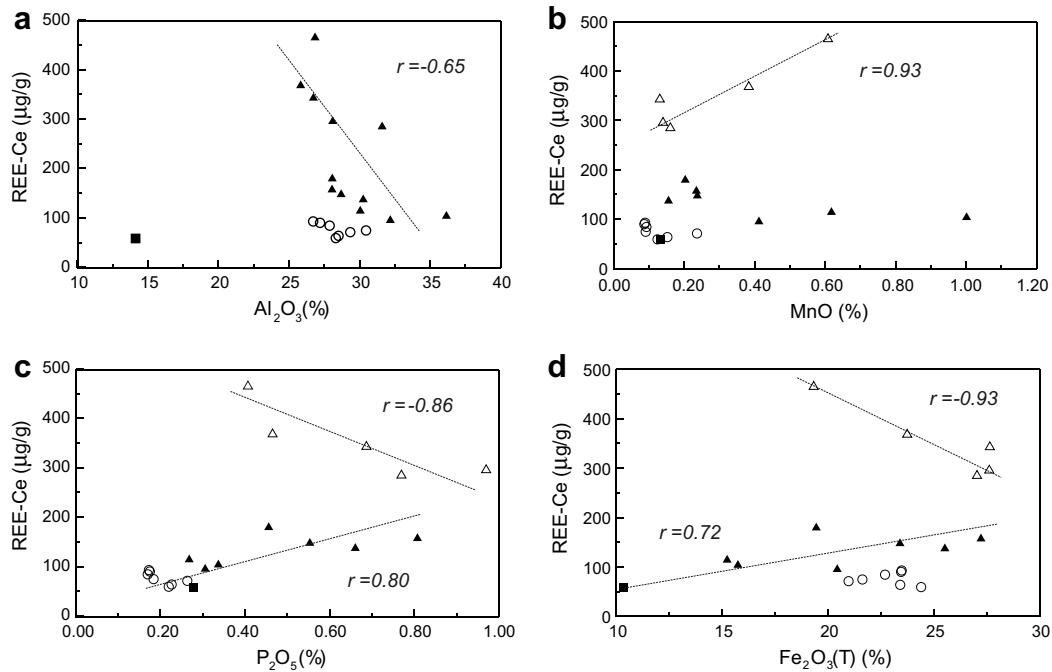 a
500
400
300
200
100
0
REE-Ce (μg/g)
r =-0.65
10
15
20
25
30
35
40
Al₂O₃(%)
b
500
400
300
200
100
0
REE-Ce (μg/g)
r=0.93
0.00
0.20
0.40
0.60
0.80
1.00
1.20
MnO (%)
c
500
400
300
200
100
0
REE-Ce (μg/g)
r=-0.86
r=0.80
0.00
0.20
0.40
0.60
0.80
1.00
P₂O₅(%)
d
500
400
300
200
100
0
REE-Ce (μg/g)
r=-0.93
r=0.72
10
15
20
25
30
Fe₂O₃(T) (%)